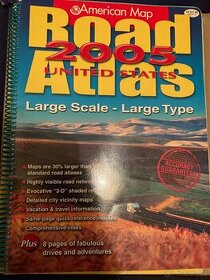 American Map
Road
2005
UNITED STATES
Atlas
Large Scale - Large Type
• Maps are 30% larger than
standard road atlases
• Highly visible road network
• Evocative "3-D" shaded
• Detailed city vicinity maps
• Vacation & travel information
• Same-page quick reference
• Comprehensive index
ACCURACY
GUARANTEED
Plus 8 pages of fabulous
drives and adventures